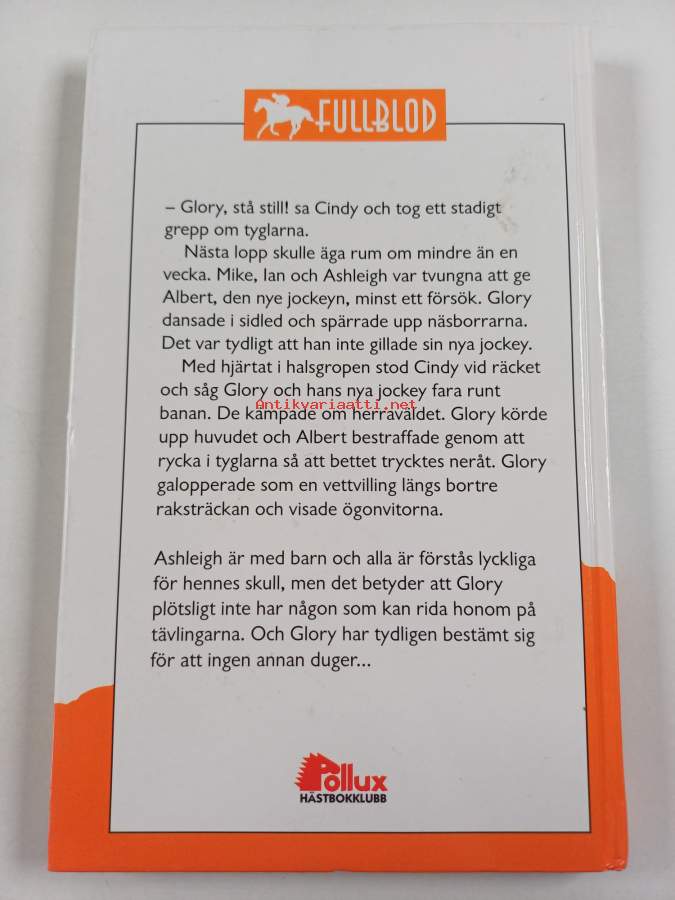 FULLBLOD
– Glory, stå still! sa Cindy och tog ett stadigt
grepp om tyglarna.
Nästa lopp skulle äga rum om mindre än en
vecka. Mike, Ian och Ashleigh var tvungna att ge
Albert, den nye jockeyn, minst ett försök. Glory
dansade i sidled och spärrade upp näsborrarna.
Det var tydligt att han inte gillade sin nya jockey.
Med hjärtat i halsgropen stod Cindy vid räcket
och såg Glory och hans nya jockey fara runt
banan. De kämpade om herraväldet. Glory körde
Antikvariaatti.net
upp huvudet och Albert bestraffade genom att
rycka i tyglarna så att bettet trycktes neråt. Glory
galopperade som en vettvilling längs bortre
raksträckan och visade ögonvitorna.
Ashleigh är med barn och alla är förstås lyckliga
för hennes skull, men det betyder att Glory
plötsligt inte har någon som kan rida honom på
tävlingarna. Och Glory har tydligen bestämt sig
för att ingen annan duger...
Pollux
HÄSTBOKKLUBB